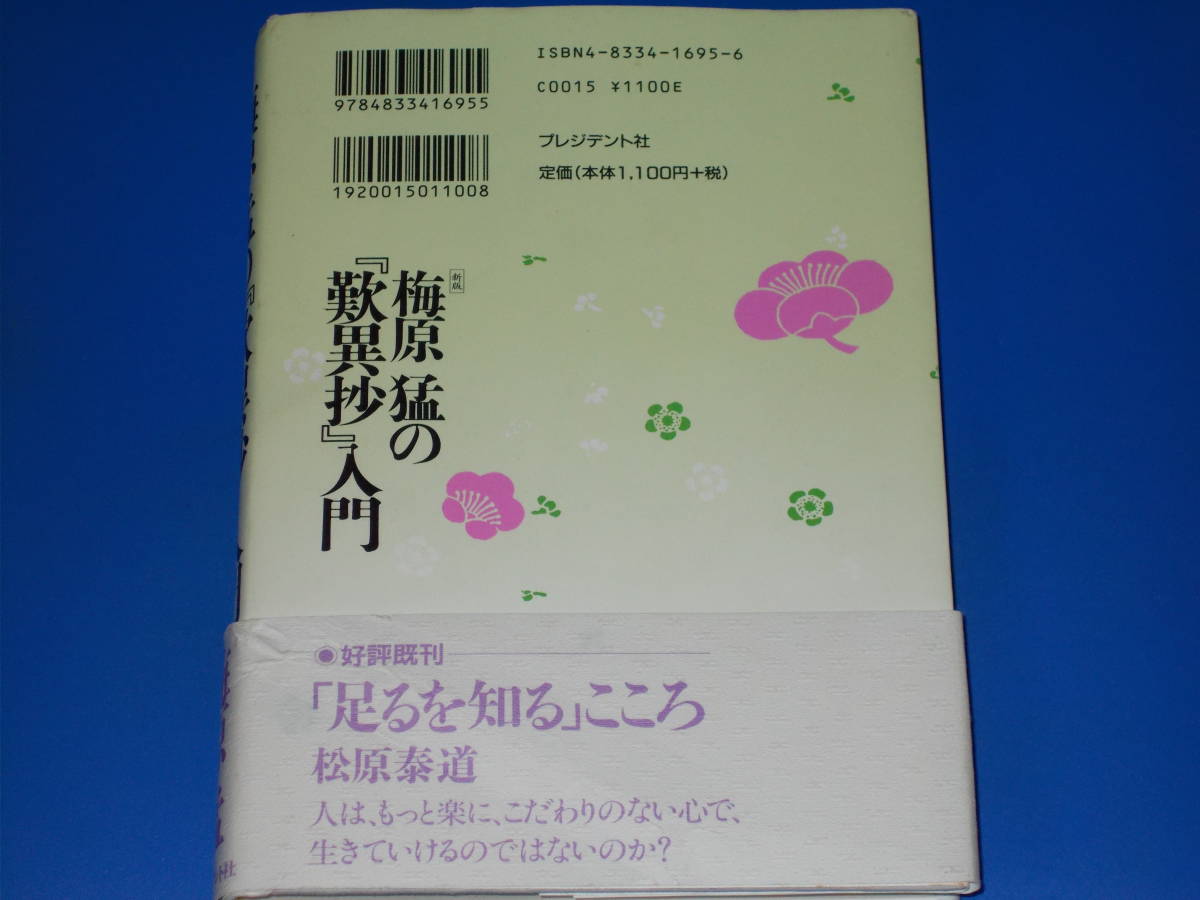 ISBN4-8334-1695-6
C0015 ¥1100E
9784833416955
プレジデント社
定価(本体1,100円+税)
1920015011008
新版
梅原 猛の
『歎異抄』入門
◉好評既刊
「足るを知る」こころ
松原泰道
人は、もっと楽に、こだわりのない心で、
生きていけるのではないのか?